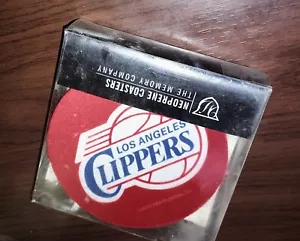 NEOPRENE COASTERS
THE MEMORY COMPANY
LOS ANGELES
CLIPPERS